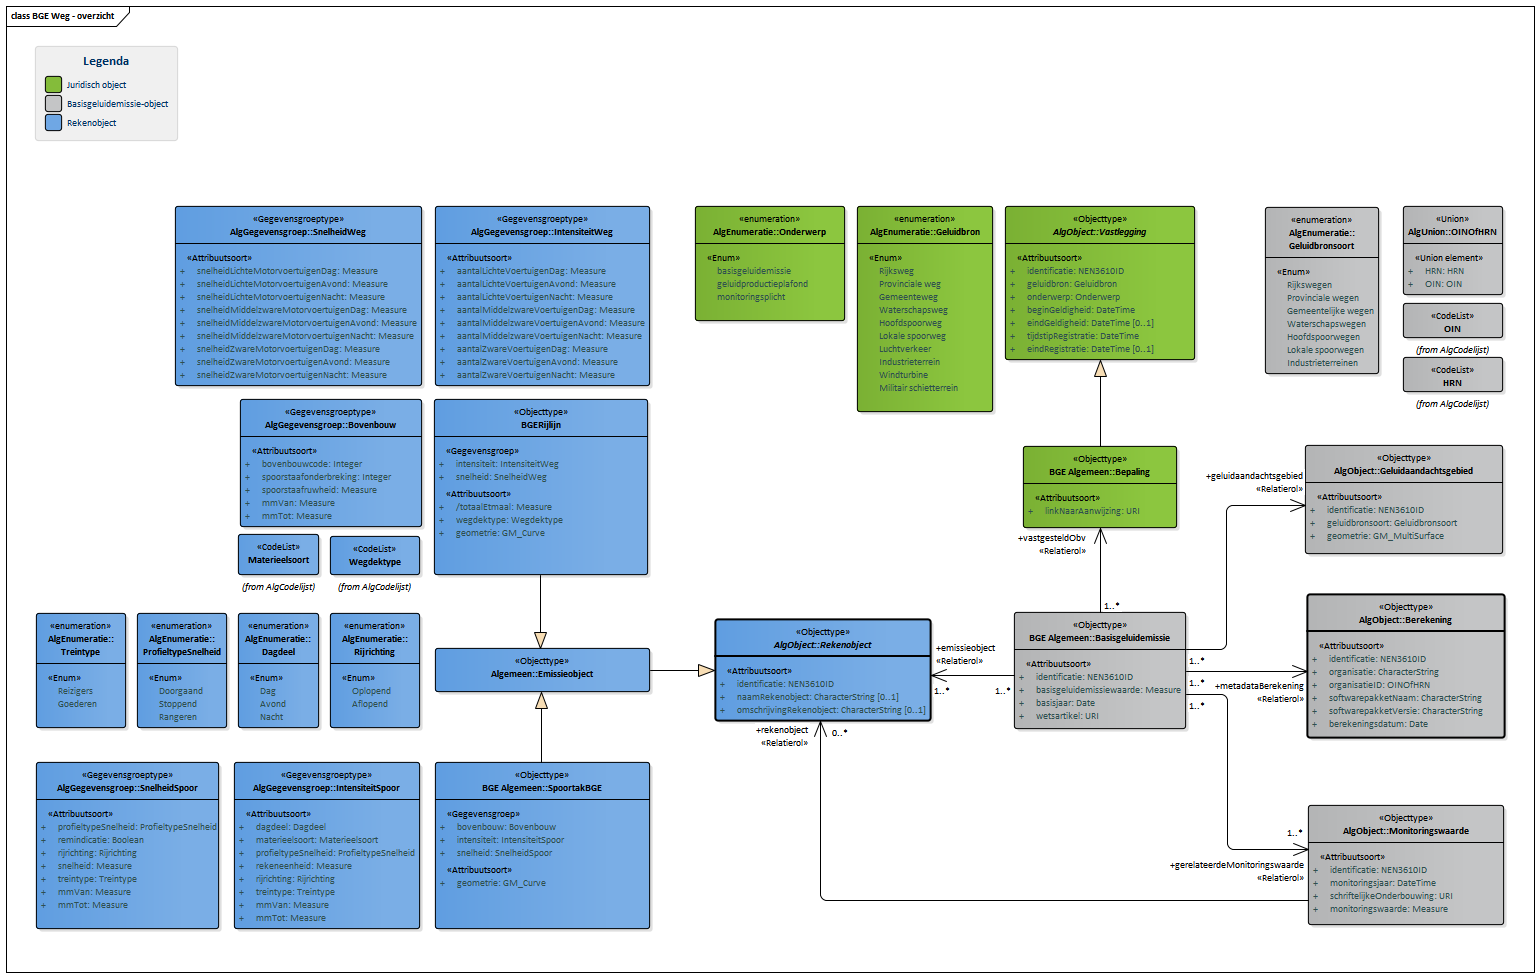 class BGE Weg - overzicht
Legenda
Juridisch object
Basisgeluidemissie-object
Rekenobject
«Gegevensgroeptype»
AlgGegevensgroep::SnelheidWeg
«Attribuutsoort»
+ snelheidLichteMotorvoertuigenDag: Measure
+ snelheidLichteMotorvoertuigenAvond: Measure
+ snelheidLichteMotorvoertuigenNacht: Measure
+ snelheidMiddelzwareMotorvoertuigenDag: Measure
+ snelheidMiddelzwareMotorvoertuigenAvond: Measure
+ snelheidMiddelzwareMotorvoertuigenNacht: Measure
+ snelheidZwareMotorvoertuigenDag: Measure
+ snelheidZwareMotorvoertuigenAvond: Measure
+ snelheidZwareMotorvoertuigenNacht: Measure
«Gegevensgroeptype»
AlgGegevensgroep::IntensiteitWeg
«Attribuutsoort»
+ aantalLichteVoertuigenDag: Measure
+ aantalLichteVoertuigenAvond: Measure
+ aantalLichteVoertuigenNacht: Measure
+ aantalMiddelzwareVoertuigenDag: Measure
+ aantalMiddelzwareVoertuigenAvond: Measure
+ aantalMiddelzwareVoertuigenNacht: Measure
+ aantalZwareVoertuigenDag: Measure
+ aantalZwareVoertuigenAvond: Measure
+ aantalZwareVoertuigenNacht: Measure
«enumeration»
AlgEnumeratie::Onderwerp
«Enum»
basisgeluidemissie
geluidproductieplafond
monitoringsplicht
«enumeration»
AlgEnumeratie::Geluidbron
«Enum»
Rijksweg
Provinciale weg
Gemeenteweg
Waterschapsweg
Hoofdspoorweg
Lokale spoorweg
Luchtverkeer
Industrieterrein
Windturbine
Militair schietterrein
«Objecttype»
AlgObject::Vastlegging
«Attribuutsoort»
+ identificatie: NEN3610ID
+ geluidbron: Geluidbron
+ onderwerp: Onderwerp
+ beginGeldigheid: DateTime
+ eindGeldigheid: DateTime [0..1]
+ tijdstipRegistratie: DateTime
+ eindRegistratie: DateTime [0..1]
«enumeration»
AlgEnumeratie::
Geluidbronsoort
«Enum»
Rijkswegen
Provinciale wegen
Gemeentelijke wegen
Waterschapswegen
Hoofdspoorwegen
Lokale spoorwegen
Industrieterreinen
«Union»
AlgUnion::OINOfHRN
«Union element»
+ HRN: HRN
+ OIN: OIN
«CodeList»
OIN
(from AlgCodelijst)
«CodeList»
HRN
(from AlgCodelijst)
«Gegevensgroeptype»
AlgGegevensgroep::Bovenbouw
«Attribuutsoort»
+ bovenbouwcode: Integer
+ spoorstaafonderbreking: Integer
+ spoorstaafruwheid: Measure
+ mmVan: Measure
+ mmTot: Measure
«Objecttype»
BGERijlijn
«Gegevensgroep»
+ intensiteit: IntensiteitWeg
+ snelheid: SnelheidWeg
«Attribuutsoort»
+ /totaalEtmaal: Measure
+ wegdektype: Wegdektype
+ geometrie: GM_Curve
«CodeList»
Materieelsoort
(from AlgCodelijst)
«CodeList»
Wegdektype
(from AlgCodelijst)
«Objecttype»
BGE Algemeen::Bepaling
«Attribuutsoort»
+ linkNaarAanwijzing: URI
+geluidaandachtsgebied
«Relatierol»
«Objecttype»
AlgObject::Geluidaandachtsgebied
«Attribuutsoort»
+ identificatie: NEN3610ID
+ geluidbronsoort: Geluidbronsoort
+ geometrie: GM_MultiSurface
+vastgesteldObv
«Relatierol»
1..*
«enumeration»
AlgEnumeratie::
Treintype
«Enum»
Reizigers
Goederen
«enumeration»
AlgEnumeratie::
ProfieltypeSnelheid
«Enum»
Doorgaand
Stoppend
Rangeren
«enumeration»
AlgEnumeratie::
Dagdeel
«Enum»
Dag
Avond
Nacht
«enumeration»
AlgEnumeratie::
Rijrichting
«Enum»
Oplopend
Aflopend
«Objecttype»
Algemeen::Emissieobject
«Objecttype»
AlgObject::Rekenobject
«Attribuutsoort»
+ identificatie: NEN3610ID
+ naamRekenobject: CharacterString [0..1]
+ omschrijvingRekenobject: CharacterString [0..1]
+emissieobject
«Relatierol»
1..*
1..*
«Objecttype»
BGE Algemeen::Basisgeluidemissie
«Attribuutsoort»
+ identificatie: NEN3610ID
+ basisgeluidemissiewaarde: Measure
+ basisjaar: Date
+ wetsartikel: URI
1..*
1..*
1..*
+metadataBerekening
«Relatierol»
«Objecttype»
AlgObject::Berekening
«Attribuutsoort»
+ identificatie: NEN3610ID
+ organisatie: CharacterString
+ organisatieID: OINOfHRN
+ softwarepakketNaam: CharacterString
+ softwarepakketVersie: CharacterString
+ berekeningsdatum: Date
+rekenobject
«Relatierol»
0..*
«Gegevensgroeptype»
AlgGegevensgroep::SnelheidSpoor
«Attribuutsoort»
+ profieltypeSnelheid: ProfieltypeSnelheid
+ remindicatie: Boolean
+ rijrichting: Rijrichting
+ snelheid: Measure
+ treintype: Treintype
+ mmVan: Measure
+ mmTot: Measure
«Gegevensgroeptype»
AlgGegevensgroep::IntensiteitSpoor
«Attribuutsoort»
+ dagdeel: Dagdeel
+ materieelsoort: Materieelsoort
+ profieltypeSnelheid: ProfieltypeSnelheid
+ rekeneenheid: Measure
+ rijrichting: Rijrichting
+ treintype: Treintype
+ mmVan: Measure
+ mmTot: Measure
«Objecttype»
BGE Algemeen::SpoortakBGE
«Gegevensgroep»
+ bovenbouw: Bovenbouw
+ intensiteit: IntensiteitSpoor
+ snelheid: SnelheidSpoor
«Attribuutsoort»
+ geometrie: GM_Curve
1..*
+gerelateerdeMonitoringswaarde
«Relatierol»
«Objecttype»
AlgObject::Monitoringswaarde
«Attribuutsoort»
+ identificatie: NEN3610ID
+ monitoringsjaar: DateTime
+ schriftelijkeOnderbouwing: URI
+ monitoringswaarde: Measure